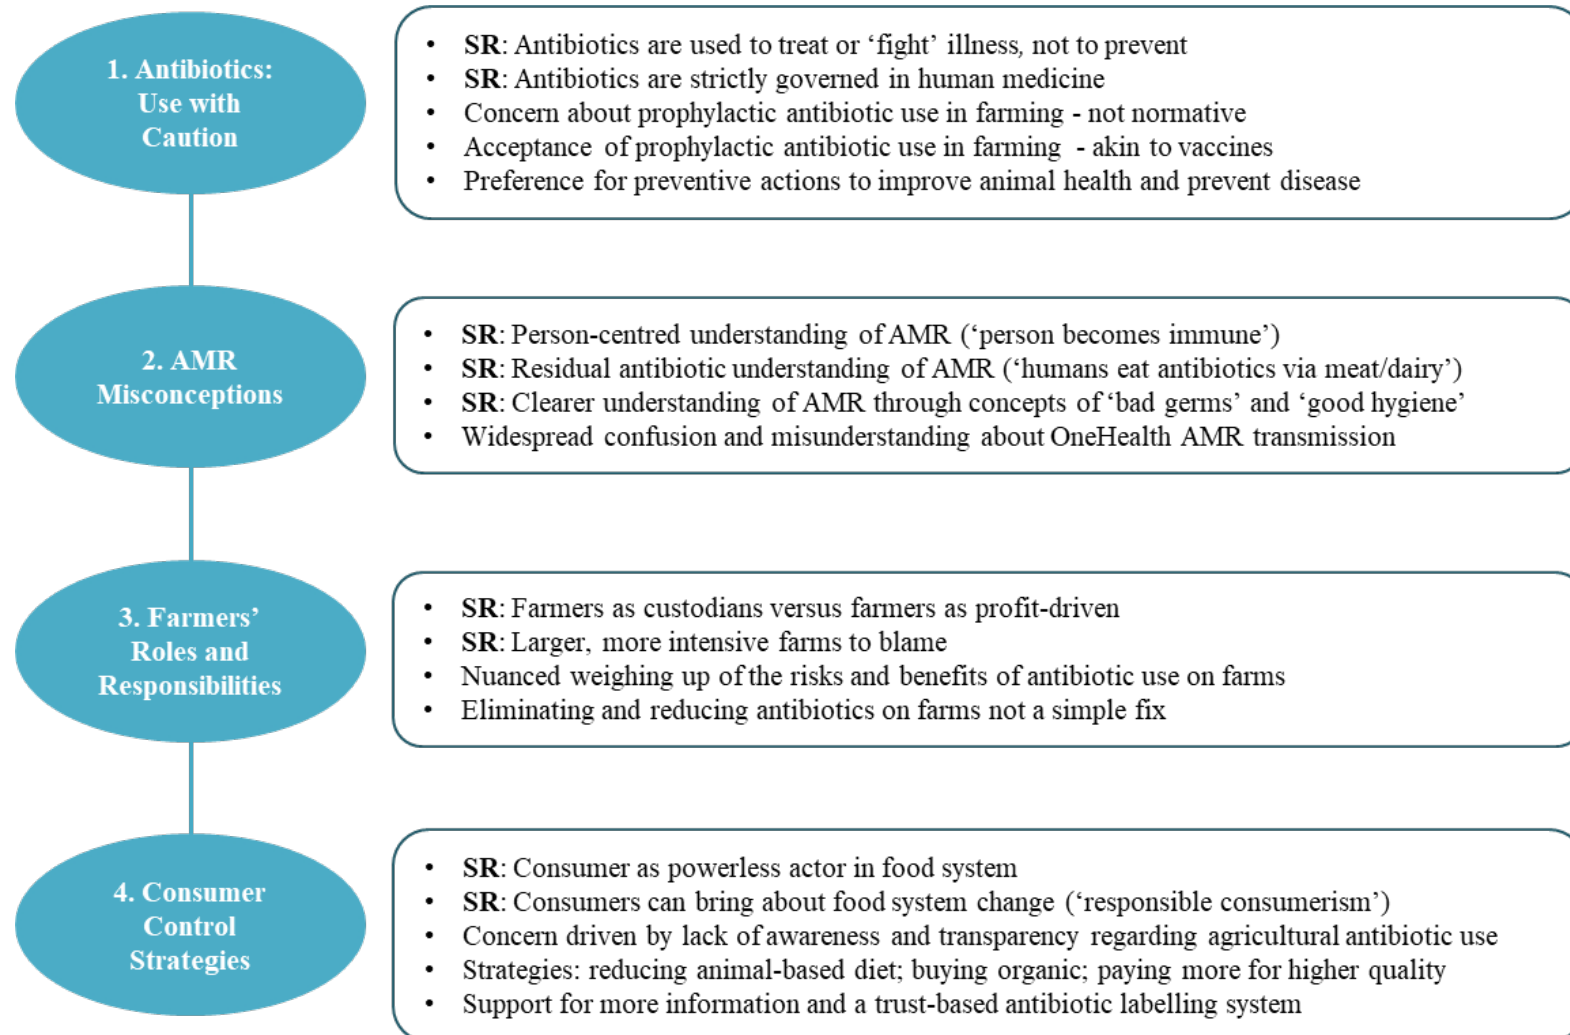 1. Antibiotics:
Use with
Caution
• SR: Antibiotics are used to treat or ‘fight’ illness, not to prevent
• SR: Antibiotics are strictly governed in human medicine
• Concern about prophylactic antibiotic use in farming - not normative
• Acceptance of prophylactic antibiotic use in farming - akin to vaccines
• Preference for preventive actions to improve animal health and prevent disease
2. AMR
Misconceptions
• SR: Person-centred understanding of AMR (‘person becomes immune’)
• SR: Residual antibiotic understanding of AMR (‘humans eat antibiotics via meat/dairy’)
• SR: Clearer understanding of AMR through concepts of ‘bad germs’ and ‘good hygiene’
• Widespread confusion and misunderstanding about OneHealth AMR transmission
3. Farmers’
Roles and
Responsibilities
• SR: Farmers as custodians versus farmers as profit-driven
• SR: Larger, more intensive farms to blame
• Nuanced weighing up of the risks and benefits of antibiotic use on farms
• Eliminating and reducing antibiotics on farms not a simple fix
4. Consumer
Control
Strategies
• SR: Consumer as powerless actor in food system
• SR: Consumers can bring about food system change (‘responsible consumerism’)
• Concern driven by lack of awareness and transparency regarding agricultural antibiotic use
• Strategies: reducing animal-based diet; buying organic; paying more for higher quality
• Support for more information and a trust-based antibiotic labelling system